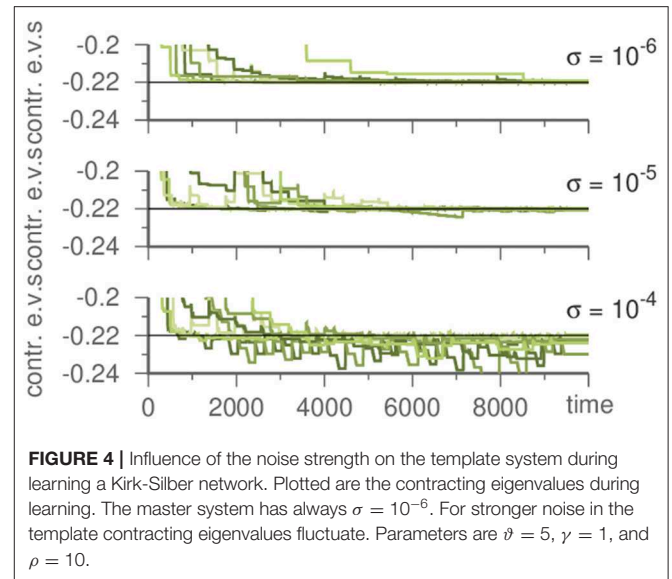 contr. e.v.s contr. e.v.s contr. e.v.s
-0.2
-0.22
-0.24
σ = 10⁻⁶
-0.2
-0.22
-0.24
σ = 10⁻⁵
-0.2
-0.22
-0.24
σ = 10⁻⁴
0 2000 4000 6000 8000 time
FIGURE 4 | Influence of the noise strength on the template system during
learning a Kirk-Silber network. Plotted are the contracting eigenvalues during
learning. The master system has always σ = 10⁻⁶. For stronger noise in the
template contracting eigenvalues fluctuate. Parameters are ϑ = 5, γ = 1, and
ρ = 10.